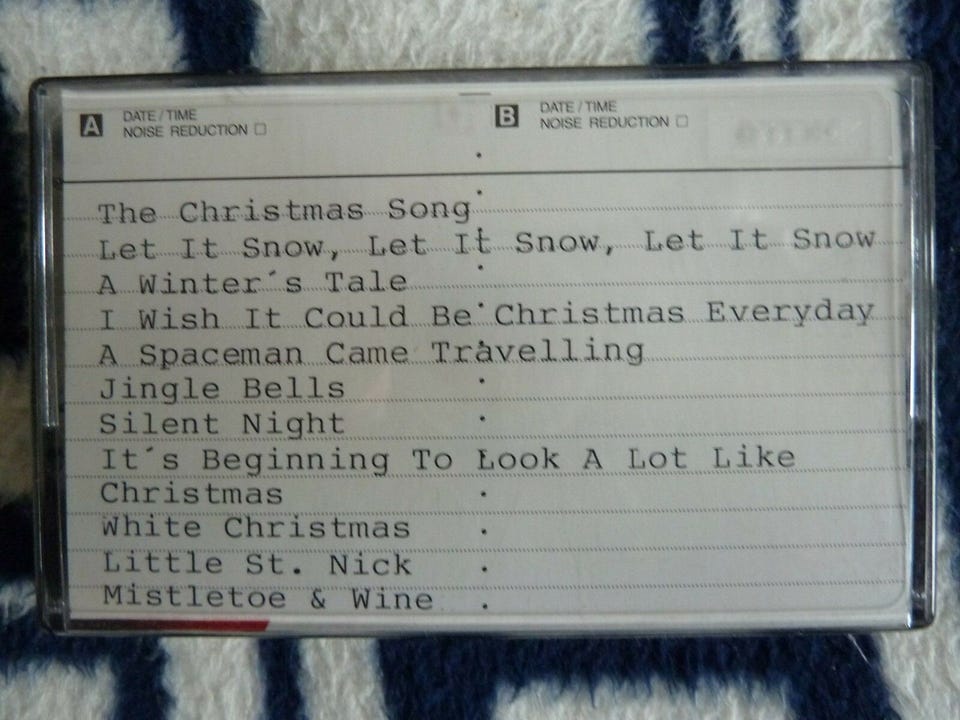 A DATE/TIME
NOISE REDUCTION
B DATE/TIME
NOISE REDUCTION
The Christmas Song
Let It Snow, Let It Snow, Let It Snow
A Winter´s Tale
I Wish It Could Be Christmas Everyday
A Spaceman Came Travelling
Jingle Bells
Silent Night
It´s Beginning To Look A Lot Like
Christmas
White Christmas
Little St. Nick
Mistletoe & Wine